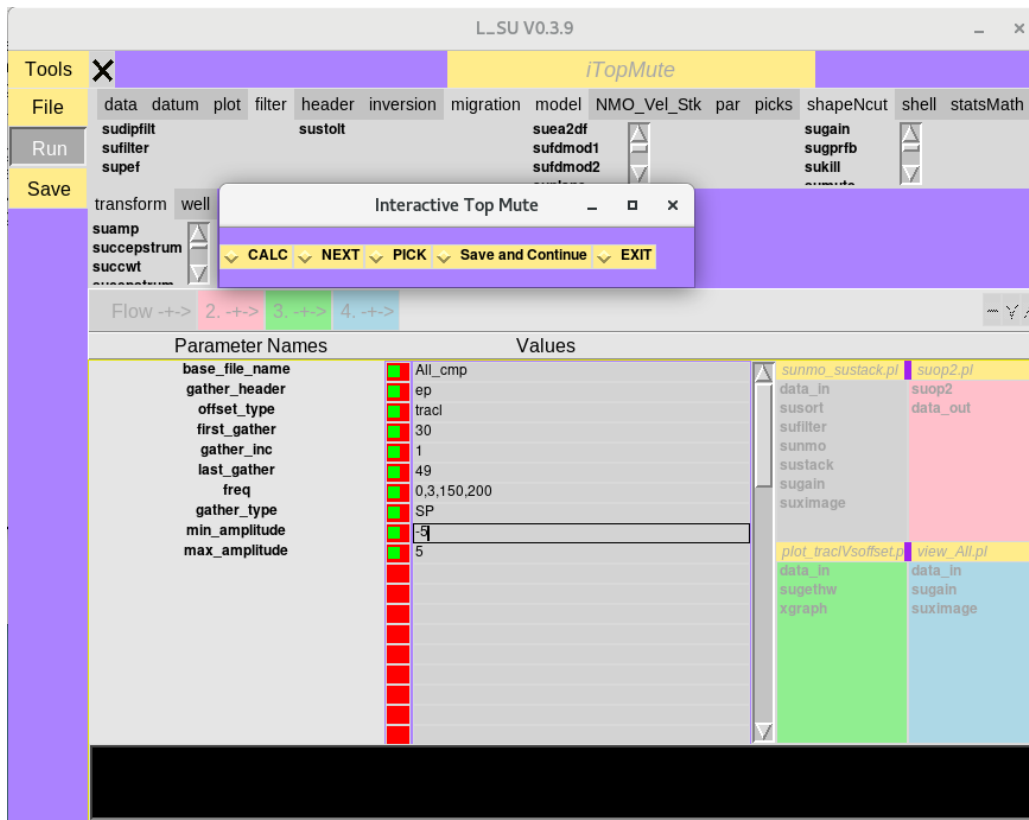 L_SU V0.3.9
Tools
iTopMute
File
data datum plot filter header inversion migration model NMO_Vel_Stk par picks shapeNcut shell statsMath
Run
sudipfilt sustolt suea2df sugain
sufilter sufdmod1 sugprfb
supef sufdmod2 sukill
Save
transform well
Interactive Top Mute
suamp
succepstrum
succwt
CALC NEXT PICK Save and Continue EXIT
Flow -+-> 2. -+-> 3. -+-> 4. -+->
Parameter Names Values
base_file_name All_cmp
gather_header ep
offset_type tracl
first_gather 30
gather_inc 1
last_gather 49
freq 0,3,150,200
gather_type SP
min_amplitude -5
max_amplitude 5
sunmo_sustack.pl suop2.pl
data_in suop2
susort data_out
sufilter
sunmo
sustack
sugain
suximage
plot_traclVsoffset.p view_All.pl
data_in data_in
sugethw sugain
xgraph suximage